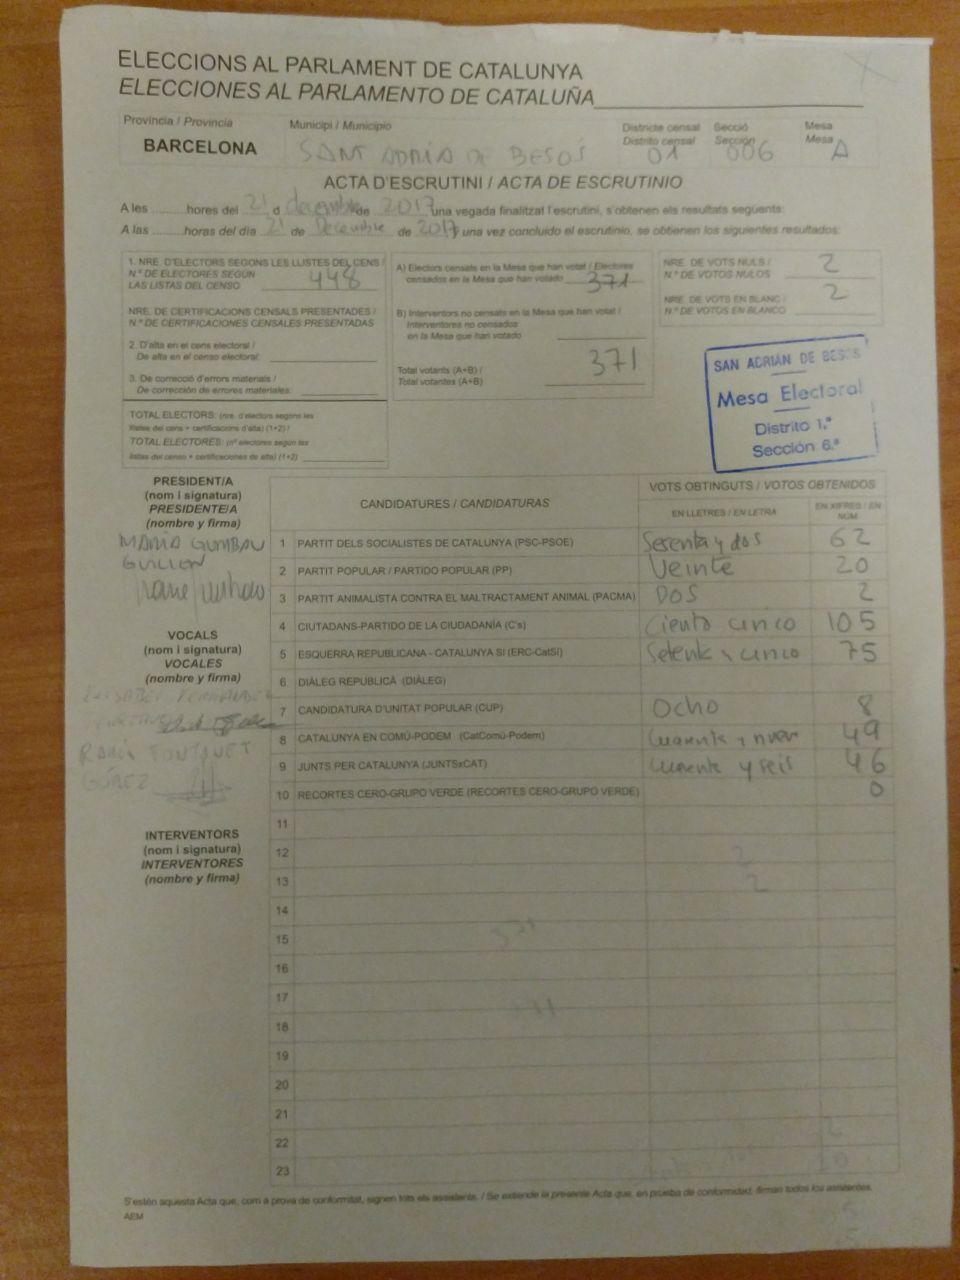 ELECCIONS AL PARLAMENT DE CATALUNYA
ELECCIONES AL PARLAMENTO DE CATALUÑA
Provincia / Provincia
BARCELONA
Municipi / Municipio
SANT ADRIÀ DE BESÓS
Districte censal
Distrito censal
01
Secció
Sección
006
Mesa
Mesa
A
ACTA D'ESCRUTINI / ACTA DE ESCRUTINIO
A les ..........hores del 21 d decembre de 2017 una vegada finalitzat l'escrutini, s'obtenen els resultats següents:
A las ..........horas del día 21 de Decembre de 2017 y una vez concluido el escrutinio, se obtienen los siguientes resultados:
1. NRE. D'ELECTORS SEGONS LES LLISTES DEL CENS /
N.º DE ELECTORES SEGÚN
LAS LISTAS DEL CENSO 448
NRE. DE CERTIFICACIONS CENSALS PRESENTADES /
N.º DE CERTIFICACIONES CENSALES PRESENTADAS
2. D'alta en el cens electoral /
De alta en el censo electoral:
3. De correcció d'errors materials /
De corrección de errores materiales:
TOTAL ELECTORS: (nre. d'electors segons les
llistes del cens + certificacions d'alta) (1+2) /
TOTAL ELECTORES: (nº electores según las
listas del censo + certificaciones de alta) (1+2)
A) Electors censats en la Mesa que han votat / Electores
censados en la Mesa que han votado 371
B) Interventors no censats en la Mesa que han votat /
Interventores no censados
en la Mesa que han votado
Total votants (A+B) /
Total votantes (A+B)
371
NRE. DE VOTS NULS /
N.º DE VOTOS NULOS
2
NRE. DE VOTS EN BLANC /
N.º DE VOTOS EN BLANCO
2
SAN ADRIÁN DE BESÓS
Mesa Electoral
Distrito 1.ª
Sección 6.ª
PRESIDENT/A
(nom i signatura)
PRESIDENTE/A
(nombre y firma)
MARIA GUMBAU
GUILLEN
VOCALS
(nom i signatura)
VOCALES
(nombre y firma)
FERNANDEZ
FONTANET
INTERVENTORS
(nom i signatura)
INTERVENTORES
(nombre y firma)
CANDIDATURES / CANDIDATURAS
VOTS OBTINGUTS / VOTOS OBTENIDOS
EN LLETRES / EN LETRA
EN XIFRES / EN
NÚM.
1 PARTIT DELS SOCIALISTES DE CATALUNYA (PSC-PSOE) Sesenta y dos 62
2 PARTIT POPULAR / PARTIDO POPULAR (PP) Veinte 20
3 PARTIT ANIMALISTA CONTRA EL MALTRACTAMENT ANIMAL (PACMA) DOS 2
4 CIUTADANS-PARTIDO DE LA CIUDADANÍA (C's) Ciento cinco 105
5 ESQUERRA REPUBLICANA - CATALUNYA SÍ (ERC-CatSí) Setenta y cinco 75
6 DIÀLEG REPUBLICÀ (DIÀLEG)
7 CANDIDATURA D'UNITAT POPULAR (CUP) Ocho 8
8 CATALUNYA EN COMÚ-PODEM (CatComú-Podem) Cuarenta y nueve 49
9 JUNTS PER CATALUNYA (JUNTSxCAT) Cuarenta y seis 46
10 RECORTES CERO-GRUPO VERDE (RECORTES CERO-GRUPO VERDE) 0
11
12
13
14
15
16
17
18
19
20
21
22
23
S'estén aquesta Acta que, com a prova de conformitat, signen tots els assistents. / Se extiende la presente Acta que, en prueba de conformidad, firman todos los asistentes.
AEM